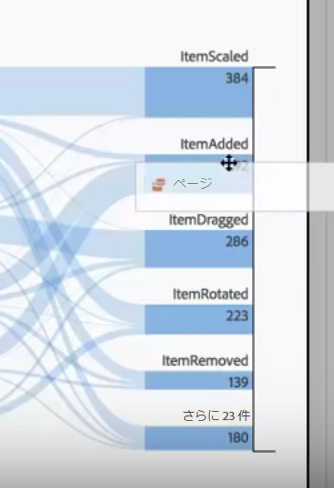 ItemScaled
384
ItemAdded
ページ
ItemDragged
286
ItemRotated
223
ItemRemoved
139
さらに 23 件
180